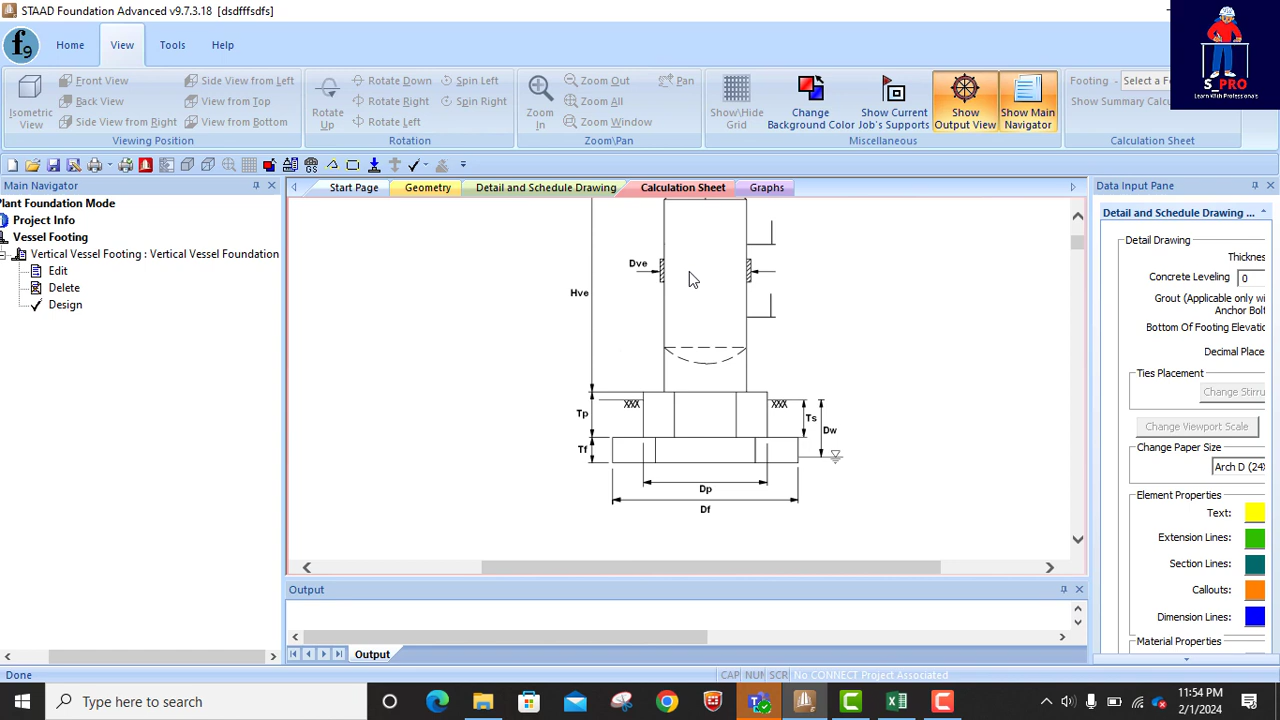 STAAD Foundation Advanced v9.7.3.18 - [dsdfffsdfs]
Home View Tools Help
S_PRO
Learn With Professionals
Isometric View
Front View
Back View
Side View from Right
Side View from Left
View from Top
View from Bottom
Viewing Position
Rotate Up
Rotate Down
Rotate Right
Rotate Left
Spin Left
Spin Right
Rotation
Zoom In
Zoom Out
Zoom All
Zoom Window
Pan
Zoom\Pan
Show\Hide Grid
Change Background Color
Show Current Job's Supports
Show Output View
Show Main Navigator
Miscellaneous
Footing - Select a F
Show Summary Calcu
Calculation Sheet
Main Navigator
Plant Foundation Mode
Project Info
Vessel Footing
Vertical Vessel Footing : Vertical Vessel Foundation
Edit
Delete
Design
Start Page Geometry Detail and Schedule Drawing Calculation Sheet Graphs
Dve
Hve
Tp
Ts
Dw
Tf
Dp
Df
Output
Output
Data Input Pane
Detail and Schedule Drawing ...
Detail Drawing
Thicknes
Concrete Leveling 0
Grout (Applicable only wi
Anchor Bolt
Bottom Of Footing Elevatio
Decimal Place
Ties Placement
Change Stirru
Change Viewport Scale
Change Paper Size
Arch D (24X
Element Properties
Text:
Extension Lines:
Section Lines:
Callouts:
Dimension Lines:
Material Properties
Done CAP NUM SCR No CONNECT Project Associated
Type here to search
11:54 PM
2/1/2024